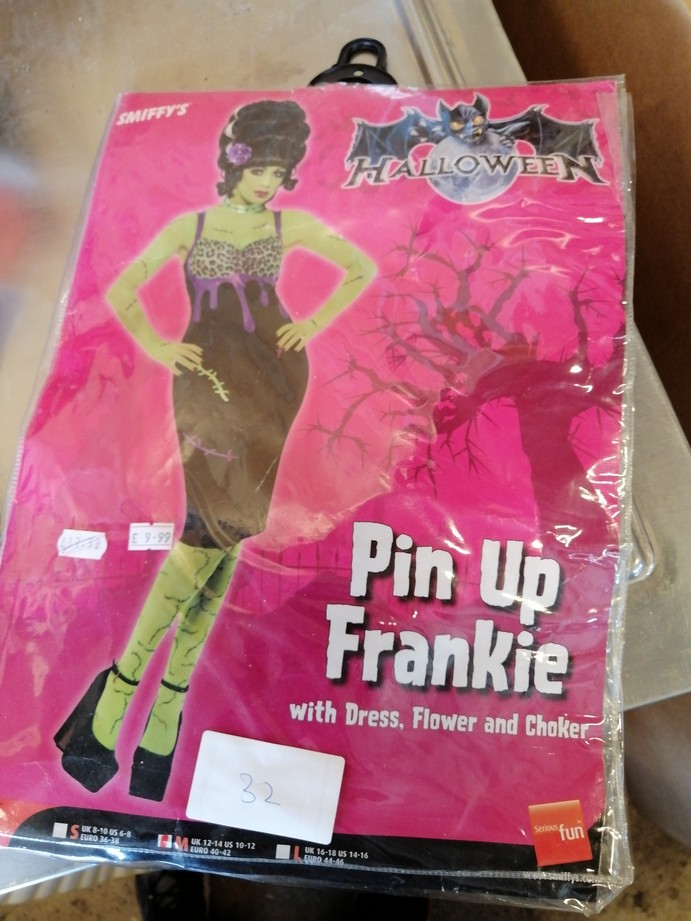 SMIFFY'S
HALLOWEEN
£ 9-99
Pin Up
Frankie
with Dress, Flower and Choker
32
S UK 8-10 US 6-8
EURO 36-38
M UK 12-14 US 10-12
EURO 40-42
L UK 16-18 US 14-16
EURO 44-46
Serious
fun